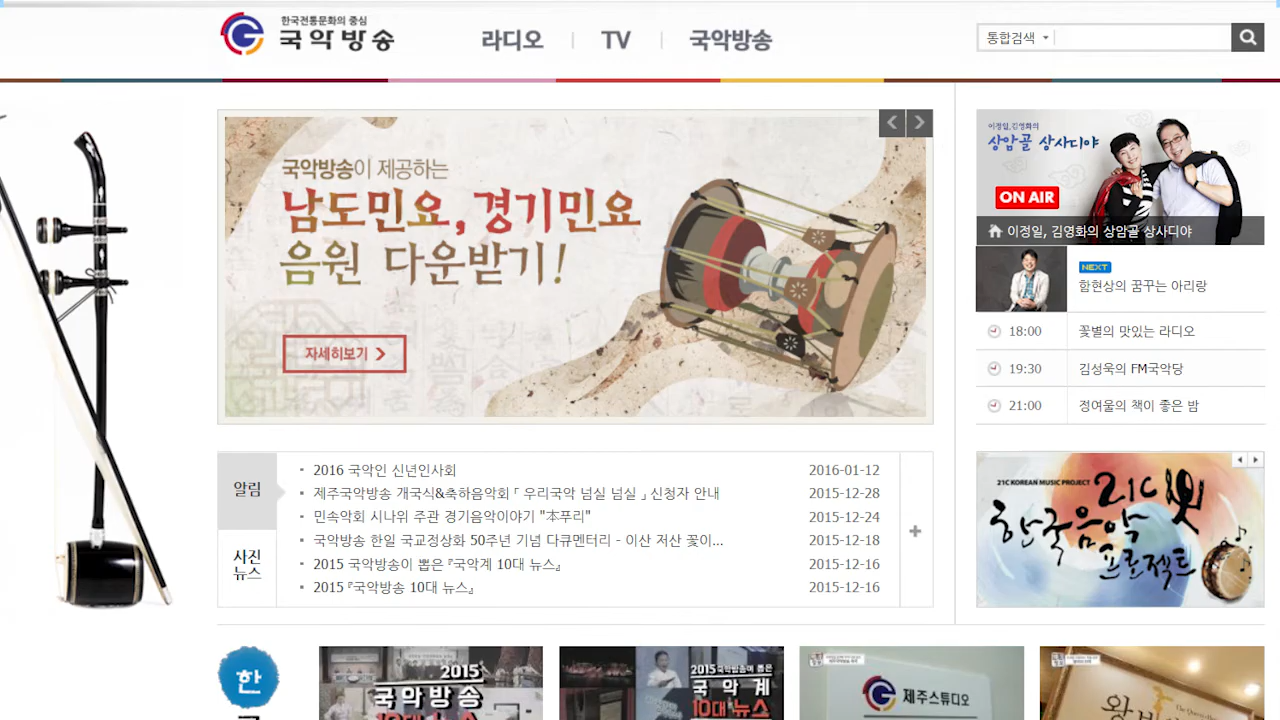 한국전통문화의 중심
국악방송
라디오
TV
국악방송
통합검색
국악방송이 제공하는
남도민요, 경기민요
음원 다운받기!
자세히보기
이정일, 김영화의
상암골 상사디야
ON AIR
이정일, 김영화의 상암골 상사디야
NEXT
함현상의 꿈꾸는 아리랑
18:00 꽃별의 맛있는 라디오
19:30 김성욱의 FM국악당
21:00 정여울의 책이 좋은 밤
알림
사진
뉴스
2016 국악인 신년인사회 2016-01-12
제주국악방송 개국식&축하음악회 ｢ 우리국악 넘실 넘실 ｣ 신청자 안내 2015-12-28
민속악회 시나위 주관 경기음악이야기 "本푸리" 2015-12-24
국악방송 한일 국교정상화 50주년 기념 다큐멘터리 - 이산 저산 꽃이... 2015-12-18
2015 국악방송이 뽑은 『국악계 10대 뉴스』 2015-12-16
2015 『국악방송 10대 뉴스』 2015-12-16
21C KOREAN MUSIC PROJECT
21C
한국음악
프로젝트
한
2015
국악방송
10대 뉴스
2015국악방송이 뽑은
국악계
10대 뉴스
제주스튜디오